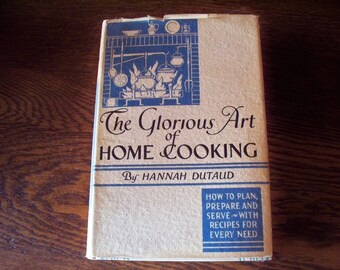 The Glorious Art
of
HOME COOKING
By HANNAH DUTAUD
HOW TO PLAN,
PREPARE AND
SERVE - WITH
RECIPES FOR
EVERY NEED